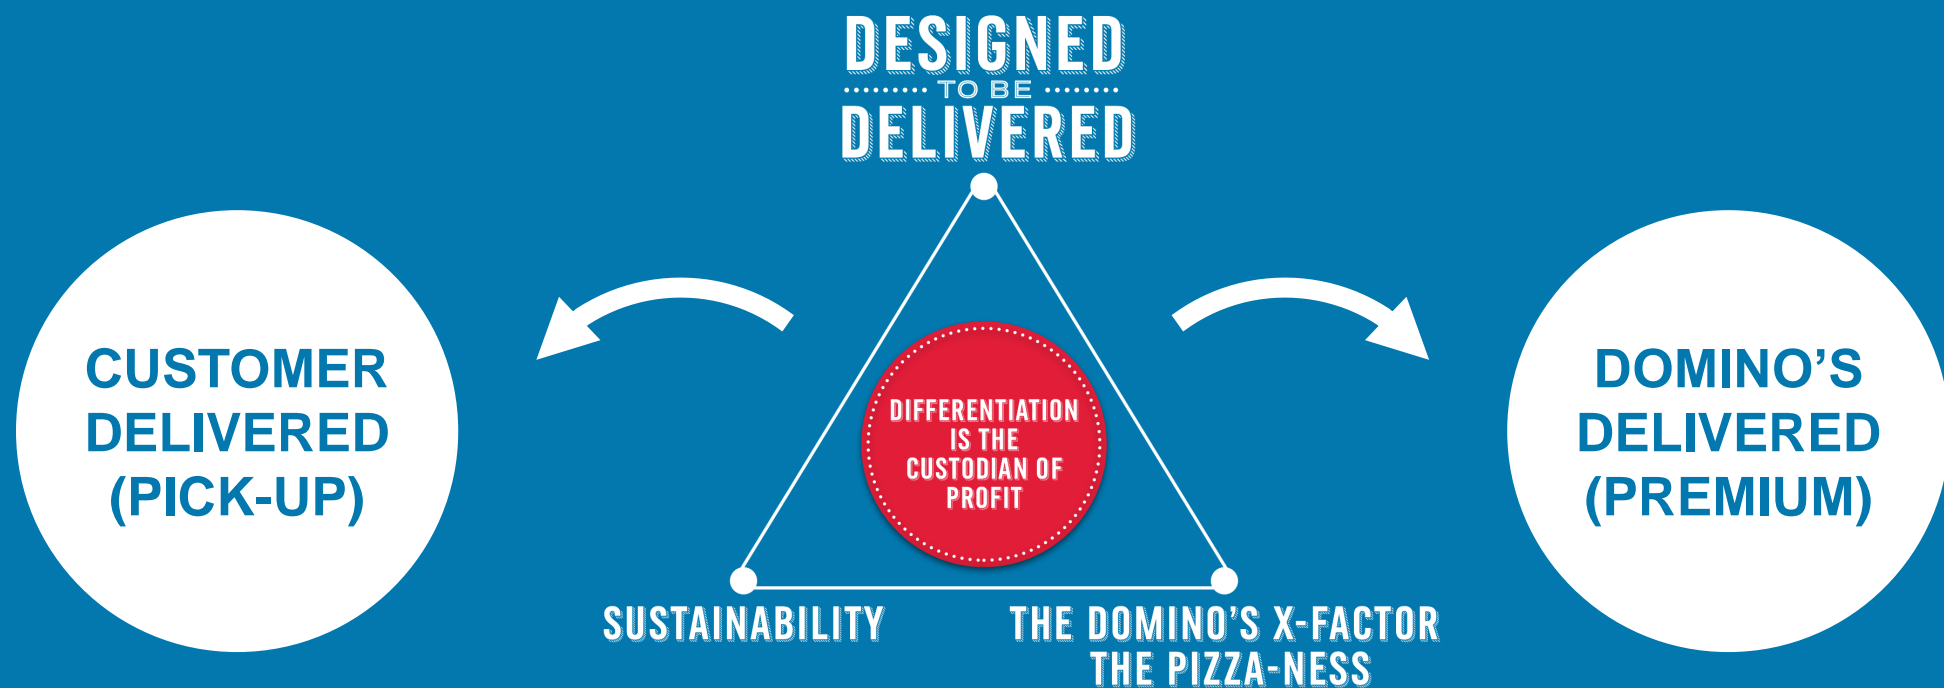 DESIGNED
TO BE
DELIVERED
CUSTOMER
DELIVERED
(PICK-UP)
DIFFERENTIATION
IS THE
CUSTODIAN OF
PROFIT
DOMINO’S
DELIVERED
(PREMIUM)
SUSTAINABILITY
THE DOMINO’S X-FACTOR
THE PIZZA-NESS